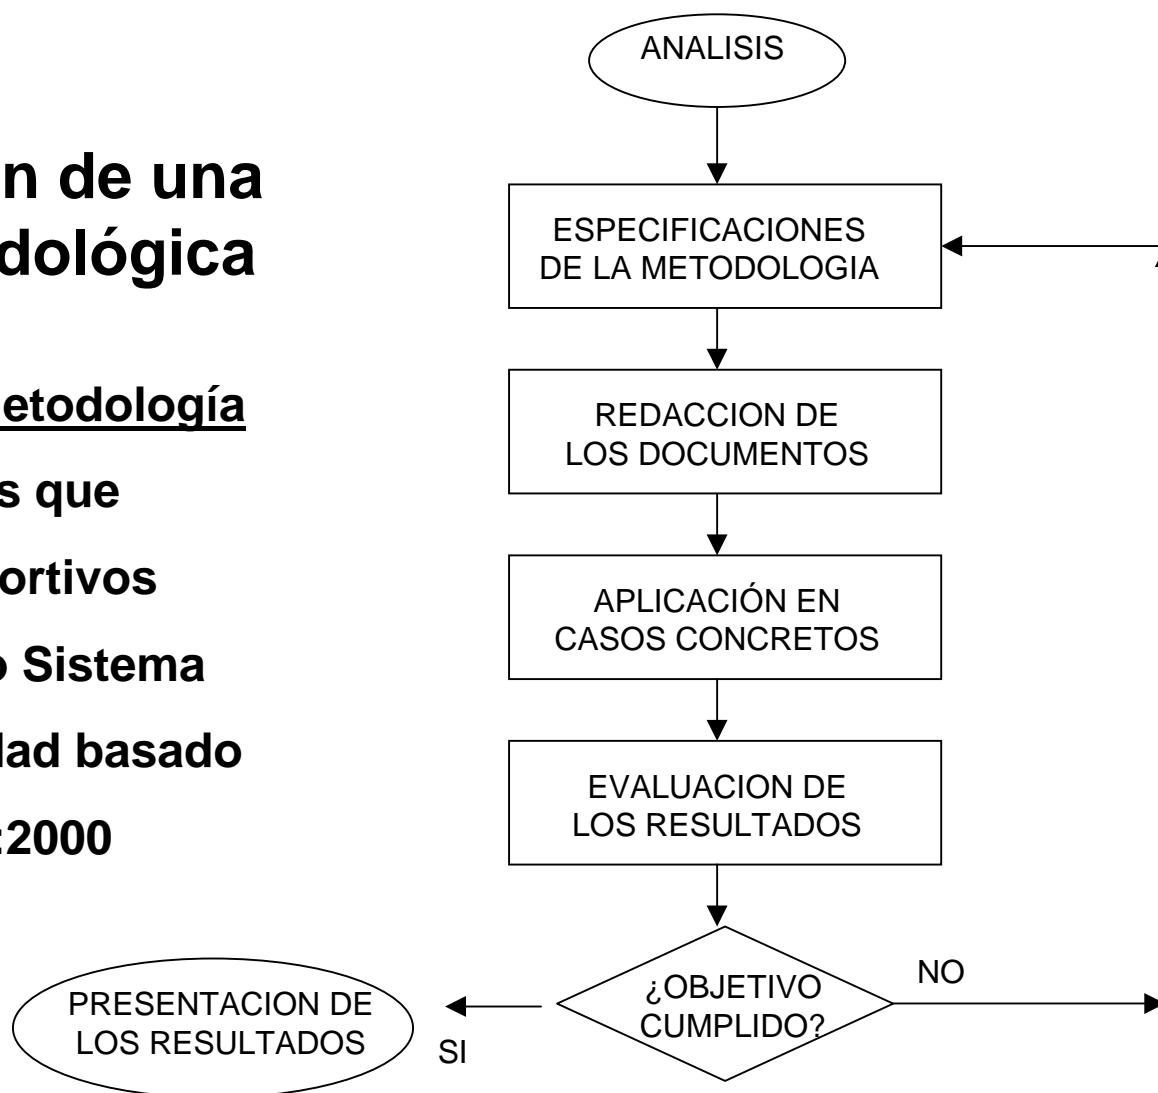 n de una
dológica
etodología
s que
ortivos
o Sistema
dad basado
:2000
ANALISIS
ESPECIFICACIONES
DE LA METODOLOGIA
REDACCION DE
LOS DOCUMENTOS
APLICACIÓN EN
CASOS CONCRETOS
EVALUACION DE
LOS RESULTADOS
¿OBJETIVO
CUMPLIDO?
NO
SI
PRESENTACION DE
LOS RESULTADOS